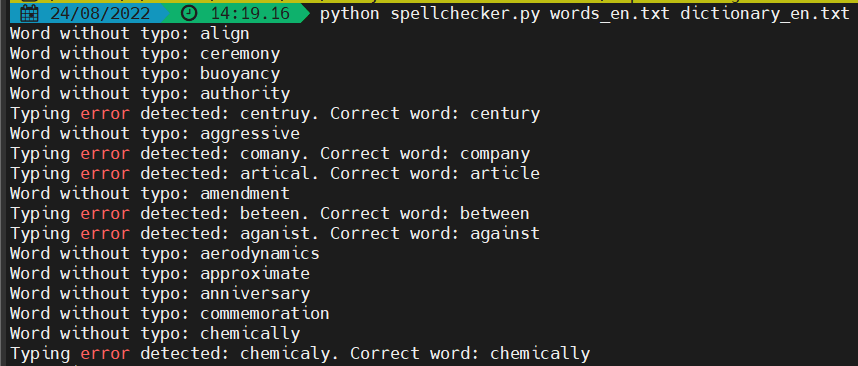 24/08/2022 14:19.16 python spellchecker.py words_en.txt dictionary_en.txt
Word without typo: align
Word without typo: ceremony
Word without typo: buoyancy
Word without typo: authority
Typing error detected: centruy. Correct word: century
Word without typo: aggressive
Typing error detected: comany. Correct word: company
Typing error detected: artical. Correct word: article
Word without typo: amendment
Typing error detected: beteen. Correct word: between
Typing error detected: aganist. Correct word: against
Word without typo: aerodynamics
Word without typo: approximate
Word without typo: anniversary
Word without typo: commemoration
Word without typo: chemically
Typing error detected: chemicaly. Correct word: chemically